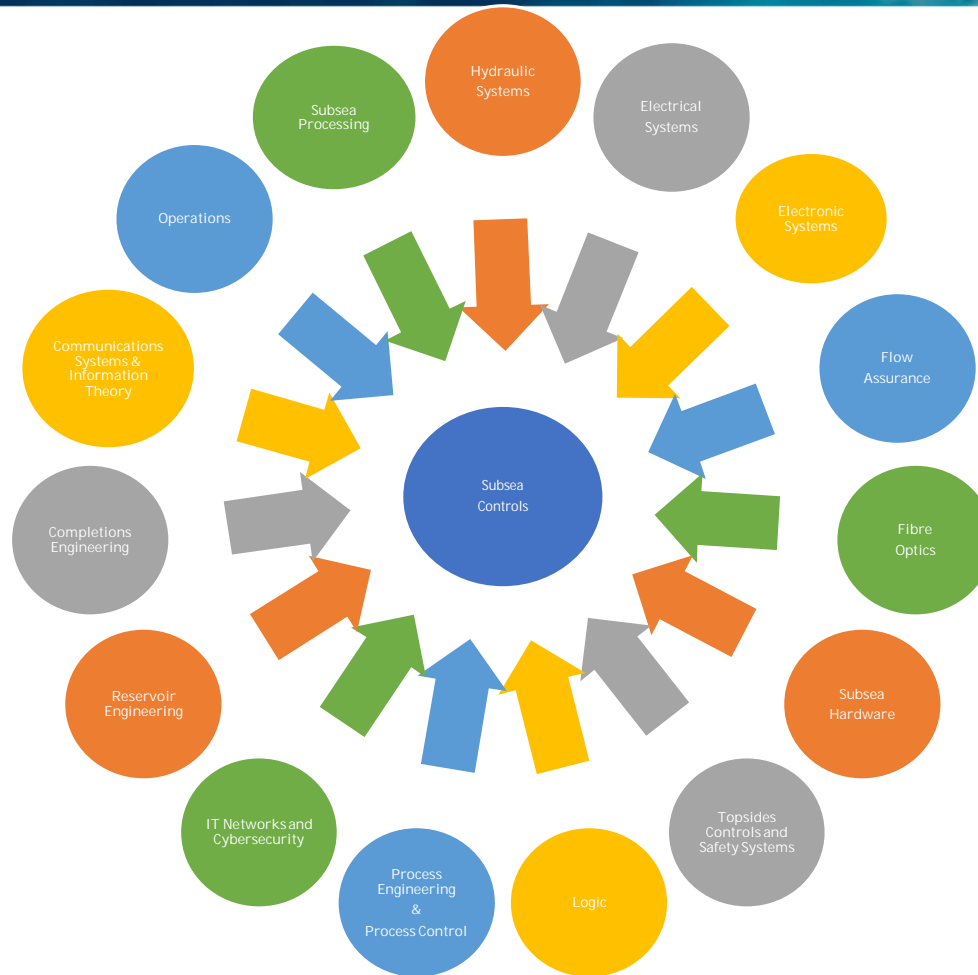 Hydraulic
Systems
Electrical
Systems
Electronic
Systems
Flow
Assurance
Fibre
Optics
Subsea
Hardware
Topsides
Controls and
Safety Systems
Logic
Process
Engineering
&
Process Control
IT Networks and
Cybersecurity
Reservoir
Engineering
Completions
Engineering
Communications
Systems &
Information
Theory
Operations
Subsea
Processing
Subsea
Controls